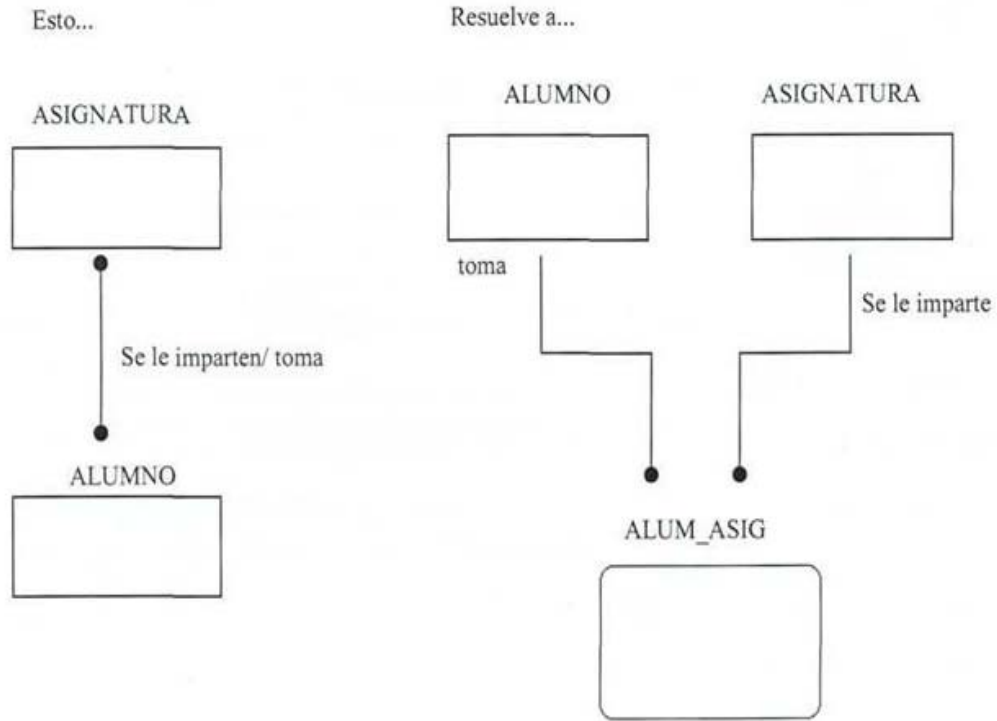 Esto...
ASIGNATURA
Se le imparten/ toma
ALUMNO
Resuelve a...
ALUMNO
ASIGNATURA
toma
Se le imparte
ALUM_ASIG